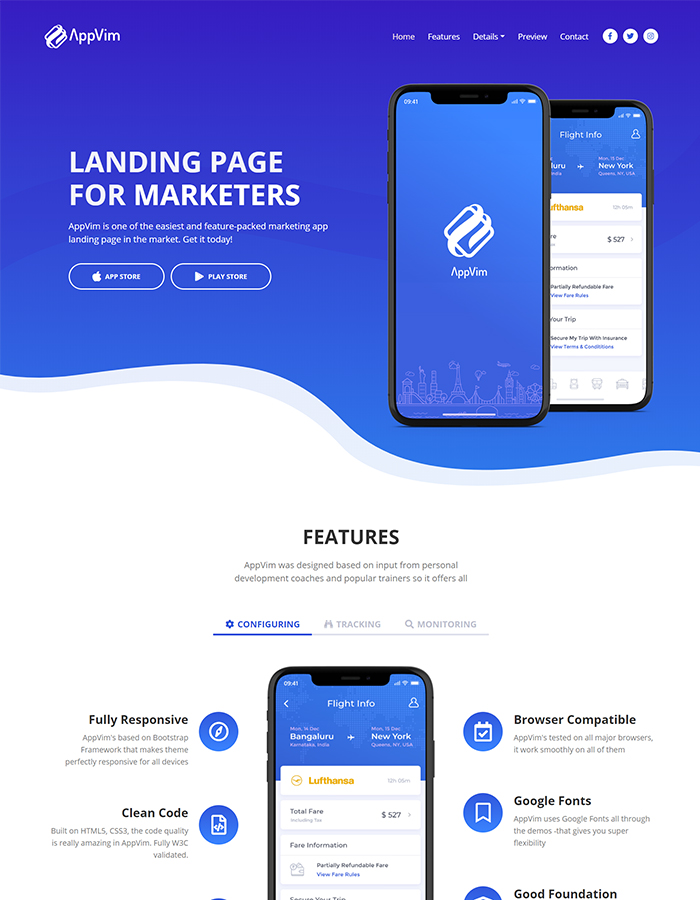 AppVim
Home
Features
Details
Preview
Contact
LANDING PAGE
FOR MARKETERS
AppVim is one of the easiest and feature-packed marketing app
landing page in the market. Get it today!
APP STORE
PLAY STORE
09:41
AppVim
Flight Info
Mon, 15 Dec
New York
Queens, NY, USA
12h 05m
$ 527
Partially Refundable Fare
View Fare Rules
Your Trip
Secure My Trip With Insurance
View Terms & Condititions
FEATURES
AppVim was designed based on input from personal
development coaches and popular trainers so it offers all
CONFIGURING
TRACKING
MONITORING
Fully Responsive
AppVim's based on Bootstrap
Framework that makes theme
perfectly responsive for all devices
Clean Code
Built on HTML5, CSS3, the code quality
is really amazing in AppVim. Fully W3C
validated.
09:41
Flight Info
Mon, 14 Dec
Bangaluru
Karnataka, India
Mon, 15 Dec
New York
Queens, NY, USA
Lufthansa
12h 05m
Total Fare
Including Tax
$ 527
Fare Information
Partially Refundable Fare
View Fare Rules
Secure Your Trip
Browser Compatible
AppVim's tested on all major browsers,
it work smoothly on all of them
Google Fonts
AppVim uses Google Fonts all through
the demos -that gives you super
flexibility
Good Foundation